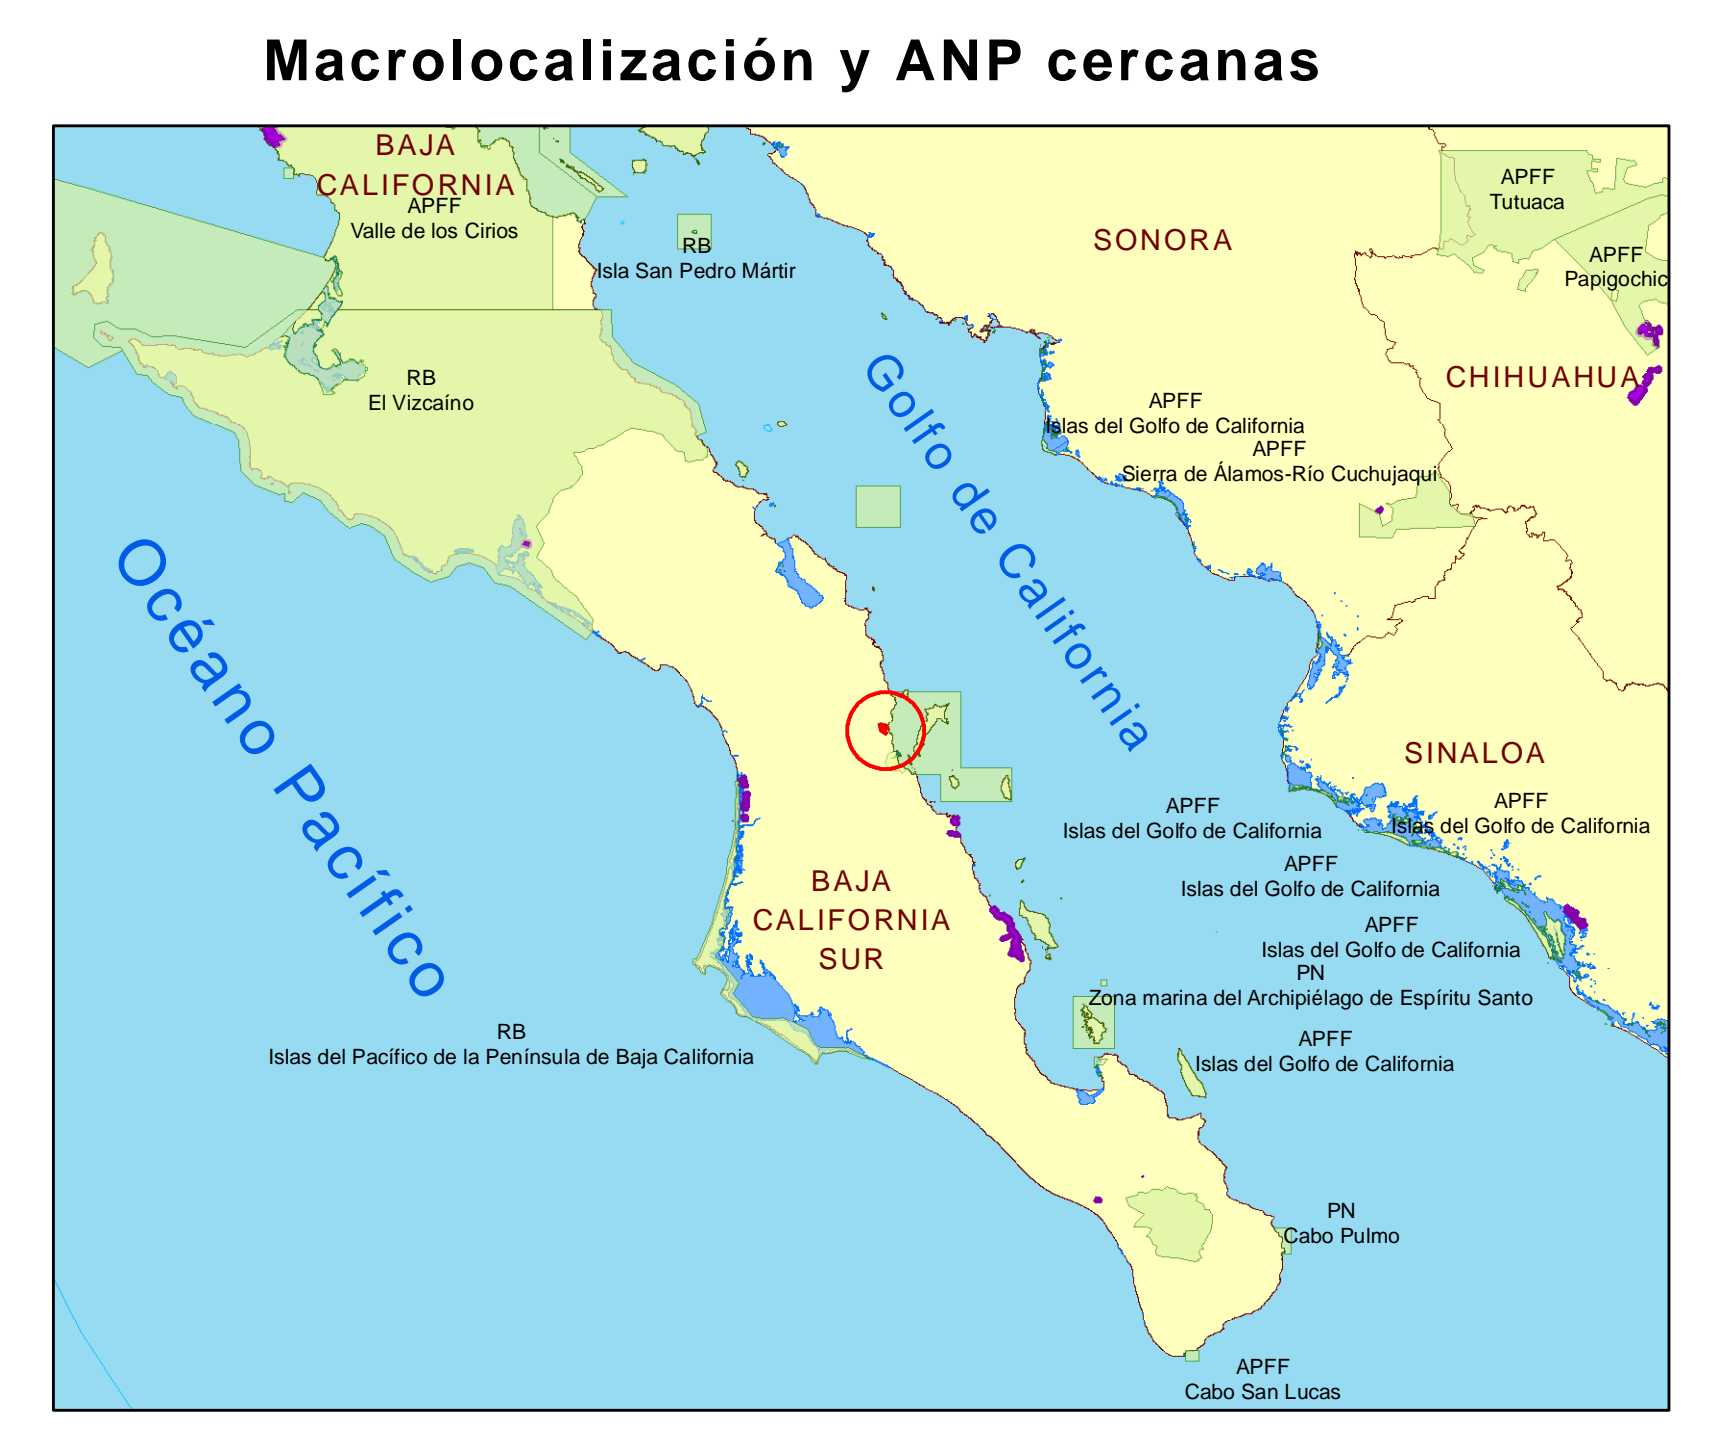 Macrolocalización y ANP cercanas
BAJA
CALIFORNIA
APFF
Valle de los Cirios
RB
Isla San Pedro Mártir
SONORA
APFF
Tutuaca
APFF
Papigochic
CHIHUAHUA
RB
El Vizcaíno
Golfo de California
APFF
Islas del Golfo de California
APFF
Sierra de Álamos-Río Cuchujaqui
Océano Pacífico
SINALOA
APFF
Islas del Golfo de California
APFF
Islas del Golfo de California
BAJA
CALIFORNIA
SUR
APFF
Islas del Golfo de California
APFF
Islas del Golfo de California
PN
Zona marina del Archipiélago de Espíritu Santo
RB
Islas del Pacífico de la Península de Baja California
APFF
Islas del Golfo de California
PN
Cabo Pulmo
APFF
Cabo San Lucas